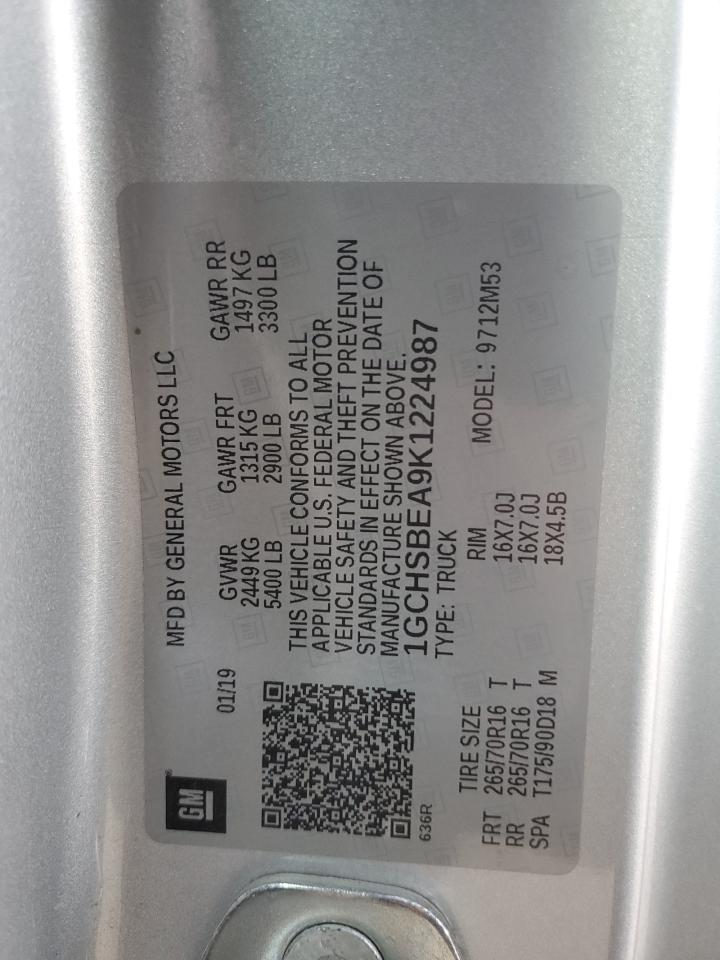 GM
MFD BY GENERAL MOTORS LLC
01/19
GVWR GAWR FRT GAWR RR
2449 KG 1315 KG 1497 KG
5400 LB 2900 LB 3300 LB
THIS VEHICLE CONFORMS TO ALL
APPLICABLE U.S. FEDERAL MOTOR
VEHICLE SAFETY AND THEFT PREVENTION
STANDARDS IN EFFECT ON THE DATE OF
MANUFACTURE SHOWN ABOVE.
1GCHSBEA9K1224987
TYPE: TRUCK
636R
TIRE SIZE RIM MODEL: 9712M53
FRT 265/70R16 T 16X7.0J
RR 265/70R16 T 16X7.0J
SPA T175/90D18 M 18X4.5B